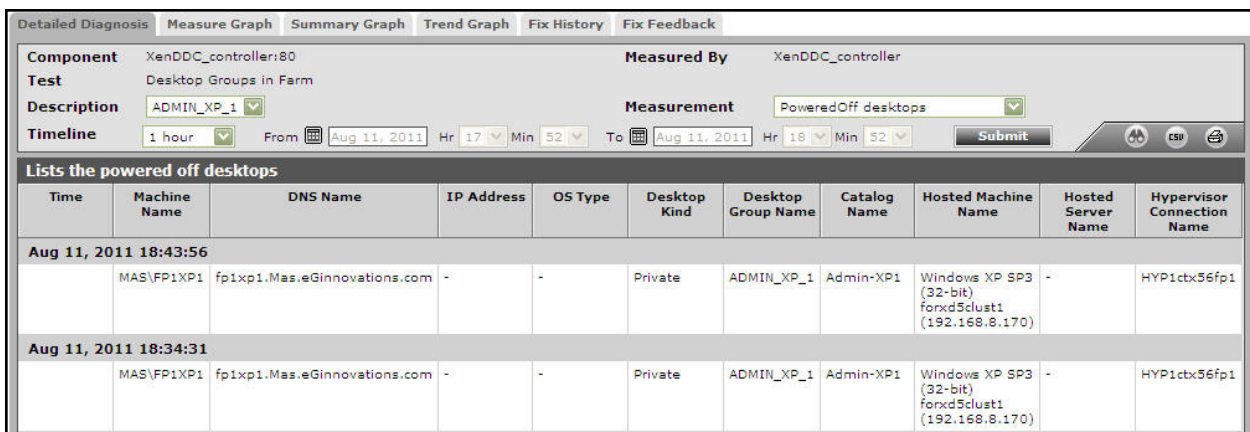 Detailed Diagnosis Measure Graph Summary Graph Trend Graph Fix History Fix Feedback
Component XenDDC_controller:80 Measured By XenDDC_controller
Test Desktop Groups in Farm
Description ADMIN_XP_1 Measurement PoweredOff desktops
Timeline 1 hour From Aug 11, 2011 Hr 17 Min 52 To Aug 11, 2011 Hr 18 Min 52 Submit CSV
Lists the powered off desktops
Time Machine DNS Name IP Address OS Type Desktop Desktop Catalog Hosted Machine Hosted Hypervisor
Name Kind Group Name Name Name Server Connection
Name Name
Aug 11, 2011 18:43:56
MAS\FP1XP1 fp1xp1.Mas.eGinnovations.com - - Private ADMIN_XP_1 Admin-XP1 Windows XP SP3 - HYP1ctx56fp1
(32-bit)
forxd5clust1
(192.168.8.170)
Aug 11, 2011 18:34:31
MAS\FP1XP1 fp1xp1.Mas.eGinnovations.com - - Private ADMIN_XP_1 Admin-XP1 Windows XP SP3 - HYP1ctx56fp1
(32-bit)
forxd5clust1
(192.168.8.170)